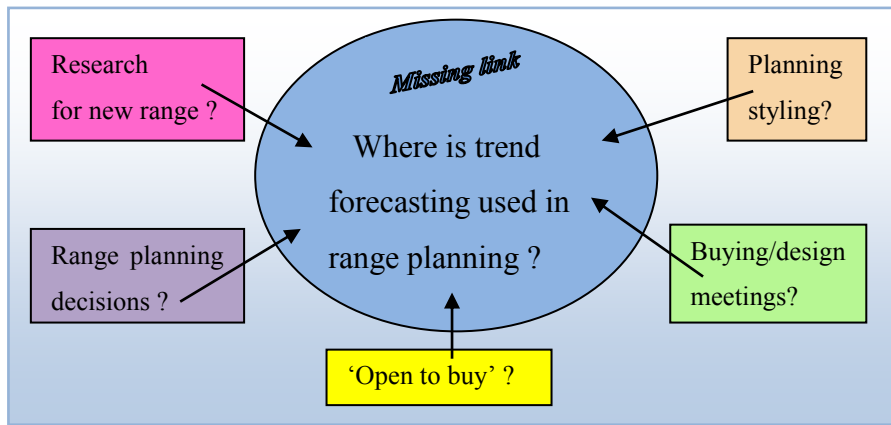 Research
for new range ?
Missing link
Planning
styling?
Where is trend
forecasting used in
range planning ?
Range planning
decisions ?
Buying/design
meetings?
‘Open to buy’ ?